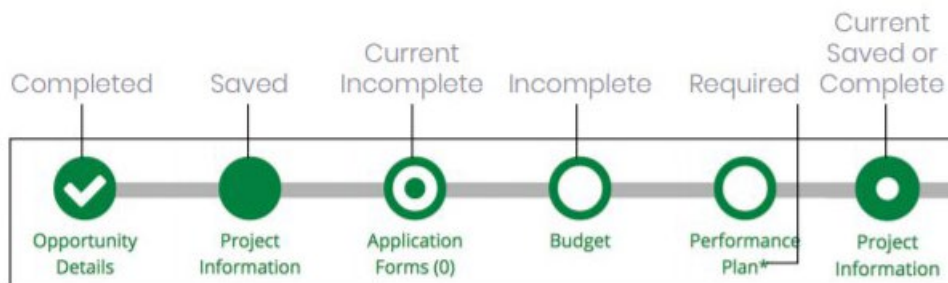 Current
Current
Saved or
Completed
Saved
Incomplete
Incomplete
Required
Complete
Opportunity
Details
Project
Information
Application
Forms (0)
Budget
Performance
Plan*
Project
Information